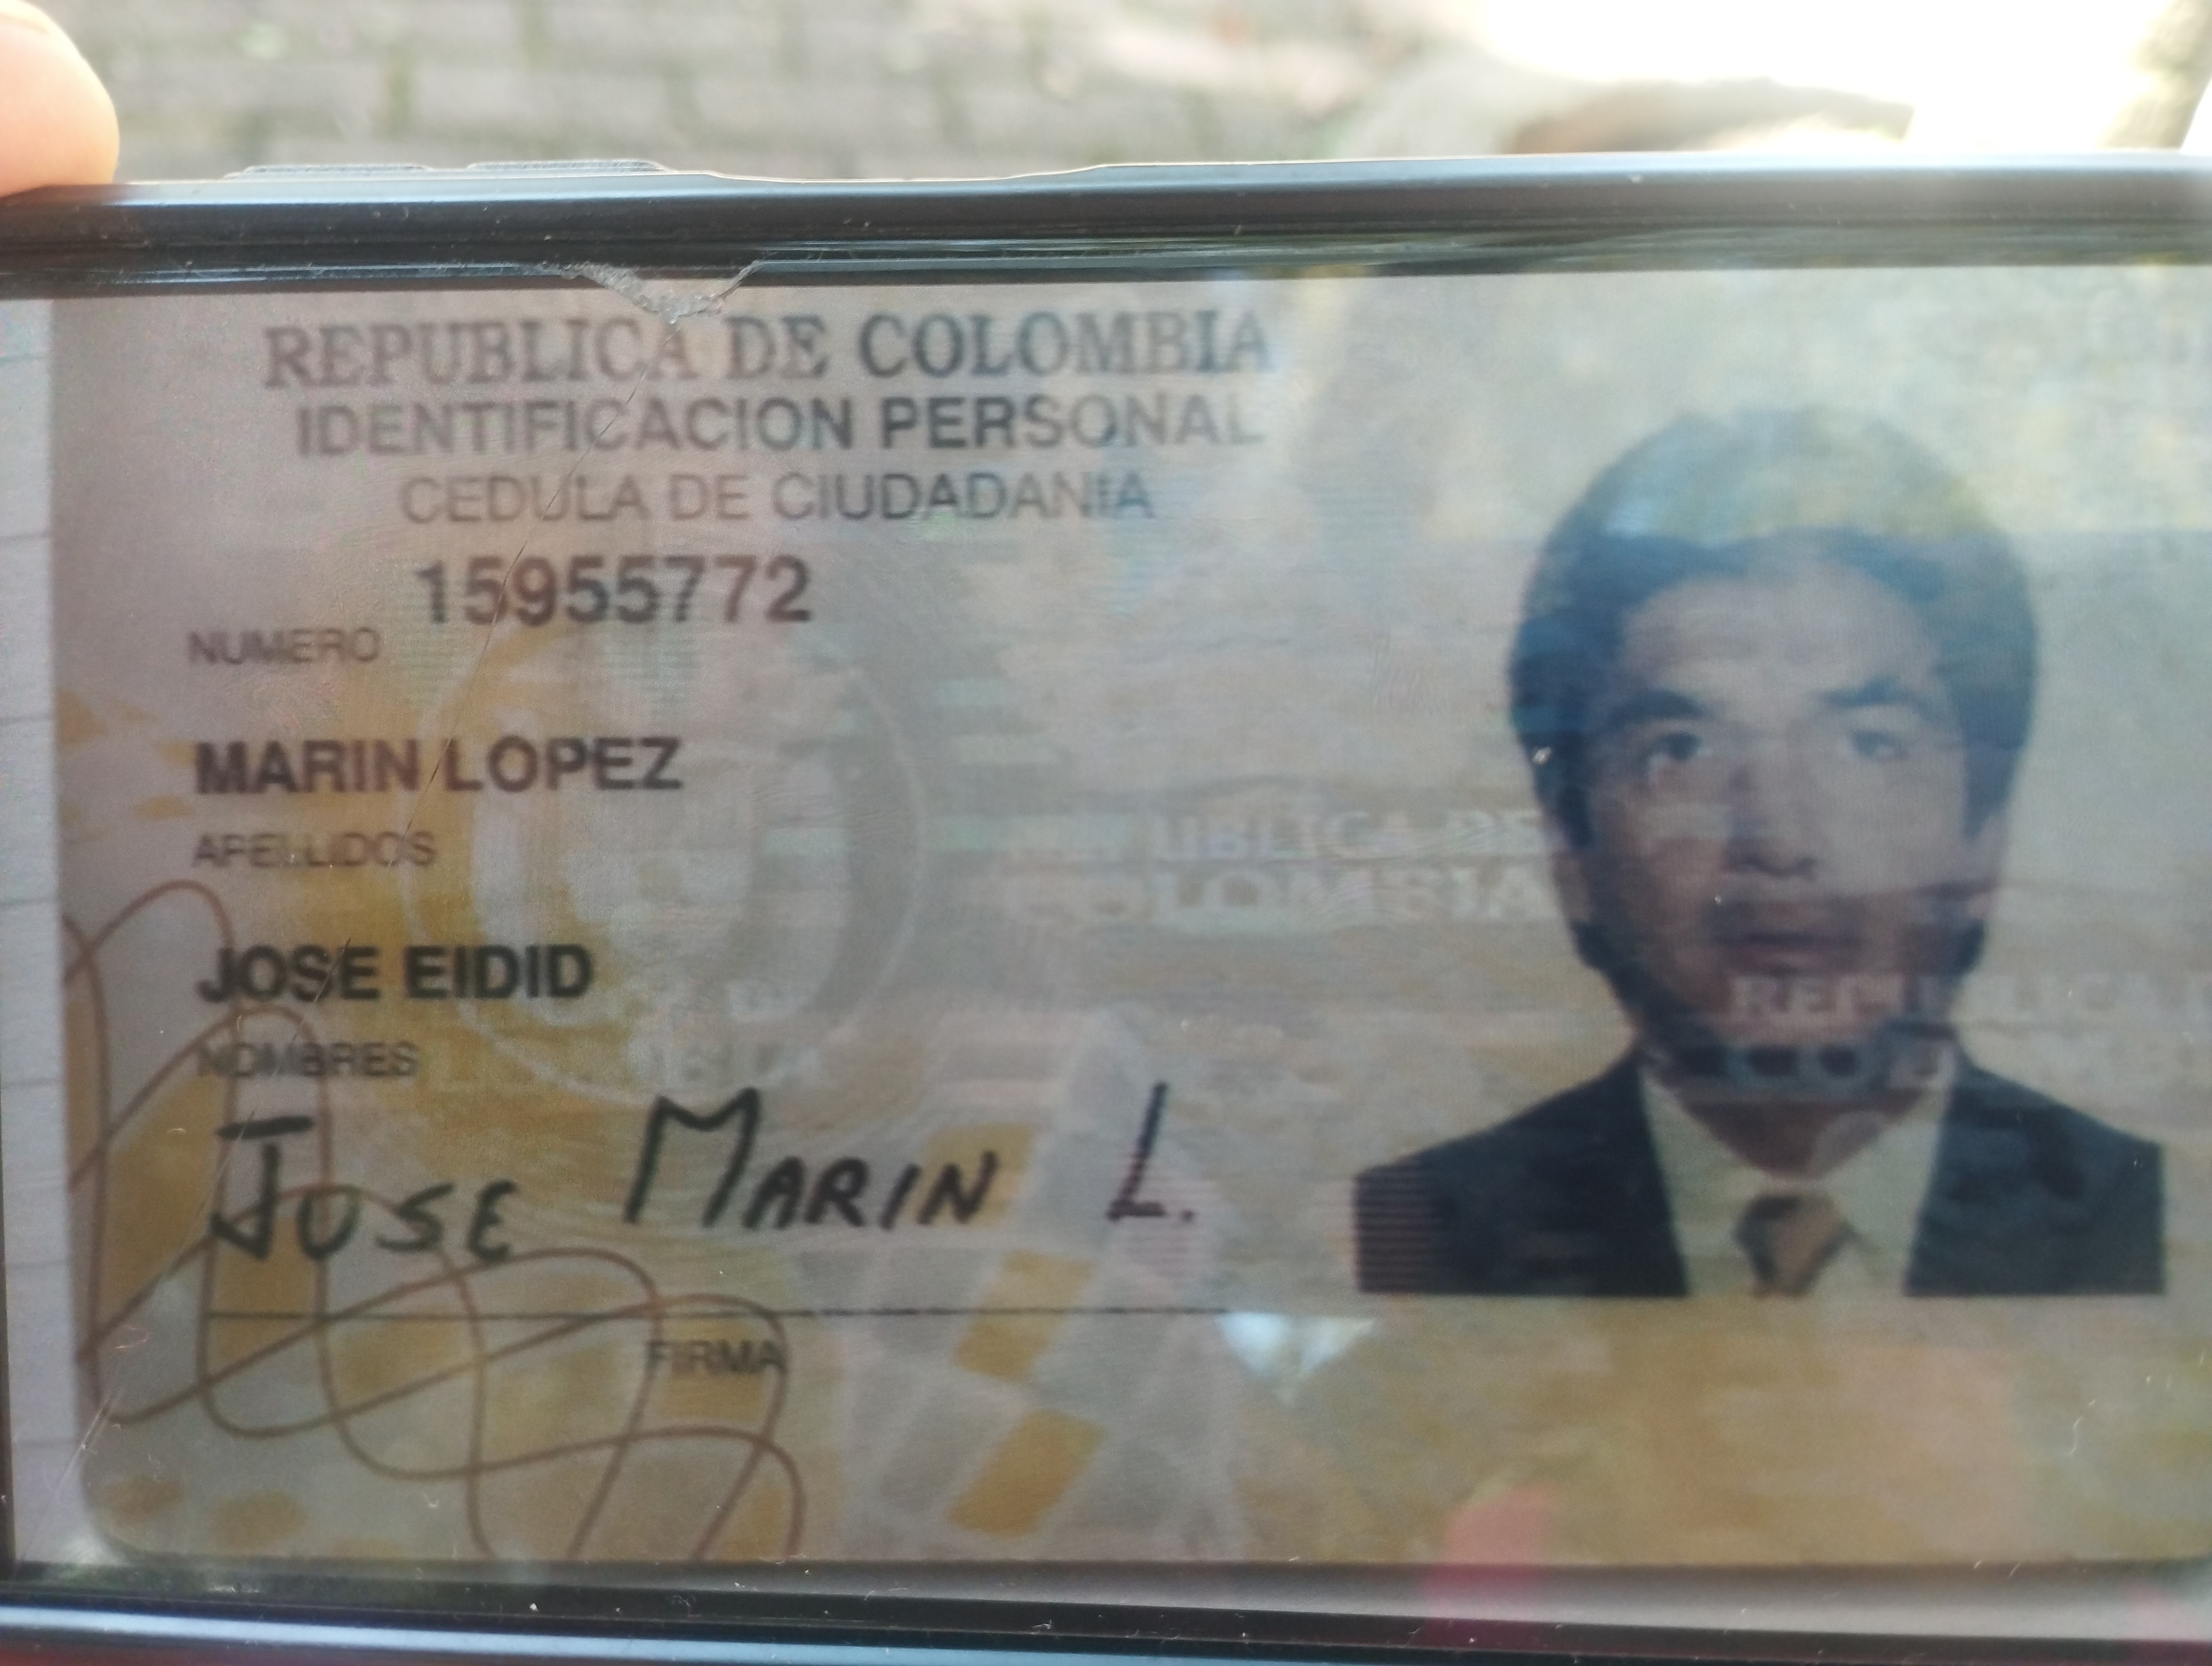 REPUBLICA DE COLOMBIA
IDENTIFICACION PERSONAL
CEDULA DE CIUDADANIA
15955772
NUMERO
MARIN LOPEZ
APELLIDOS
JOSE EIDID
NOMBRES
JOSE MARIN L.
FIRMA